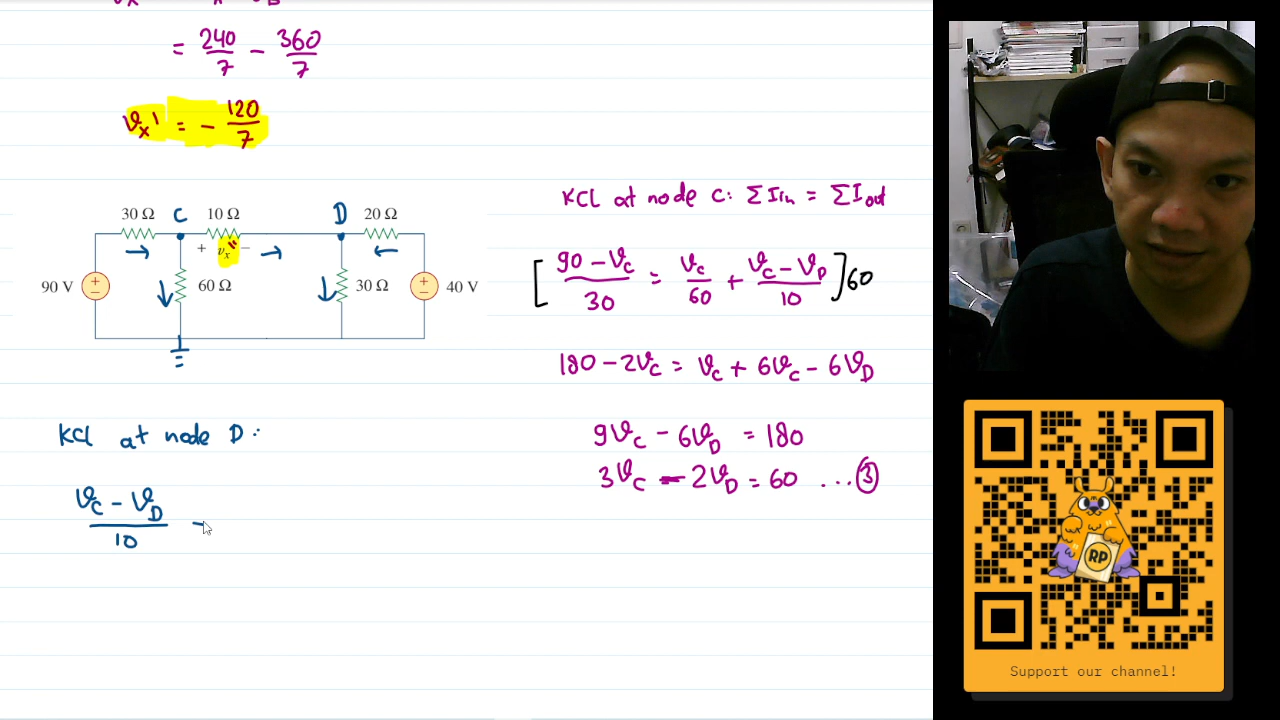 = 240/7 − 360/7
𝑣ₓ' = − 120/7
30 Ω C 10 Ω D 20 Ω
+ 𝑣ₓ" −
90 V 60 Ω 30 Ω 40 V
KCL at node C: ΣIin = ΣIout
[ (90 − 𝑣C)/30 = 𝑣C/60 + (𝑣C − 𝑣D)/10 ]60
180 − 2𝑣C = 𝑣C + 6𝑣C − 6𝑣D
9𝑣C − 6𝑣D = 180
3𝑣C − 2𝑣D = 60 ...③
KCL at node D:
(𝑣C − 𝑣D)/10 −
RP
Support our channel!